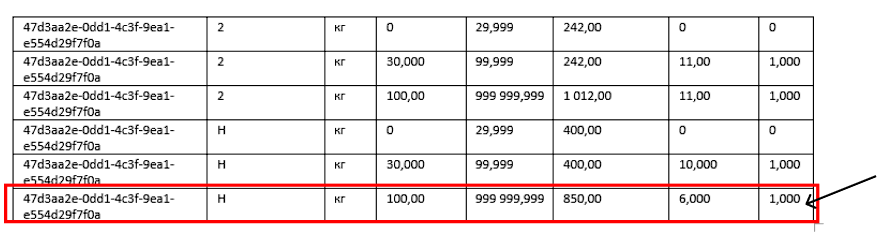 47d3aa2e-0dd1-4c3f-9ea1-e554d29f7f0a 2 кг 0 29,999 242,00 0 0
47d3aa2e-0dd1-4c3f-9ea1-e554d29f7f0a 2 кг 30,000 99,999 242,00 11,00 1,000
47d3aa2e-0dd1-4c3f-9ea1-e554d29f7f0a 2 кг 100,00 999 999,999 1 012,00 11,00 1,000
47d3aa2e-0dd1-4c3f-9ea1-e554d29f7f0a Н кг 0 29,999 400,00 0 0
47d3aa2e-0dd1-4c3f-9ea1-e554d29f7f0a Н кг 30,000 99,999 400,00 10,000 1,000
47d3aa2e-0dd1-4c3f-9ea1-e554d29f7f0a Н кг 100,00 999 999,999 850,00 6,000 1,000